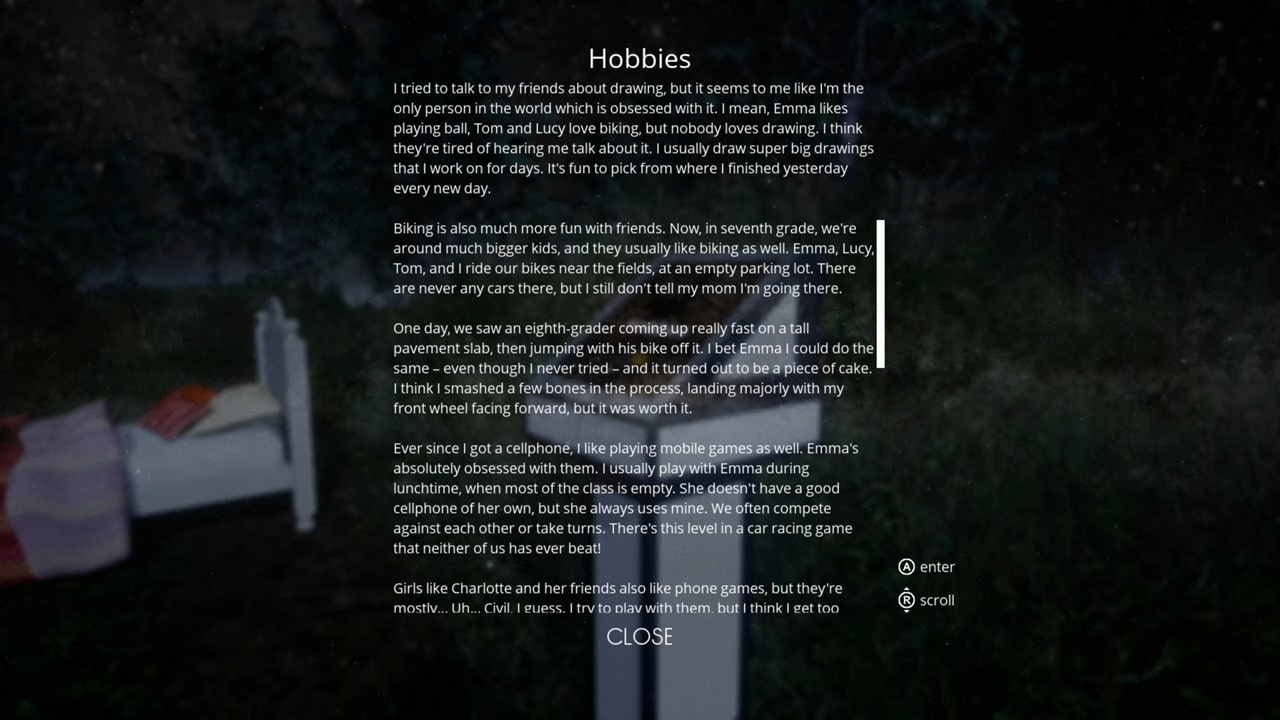 Hobbies
I tried to talk to my friends about drawing, but it seems to me like I'm the
only person in the world which is obsessed with it. I mean, Emma likes
playing ball, Tom and Lucy love biking, but nobody loves drawing. I think
they're tired of hearing me talk about it. I usually draw super big drawings
that I work on for days. It's fun to pick from where I finished yesterday
every new day.
Biking is also much more fun with friends. Now, in seventh grade, we're
around much bigger kids, and they usually like biking as well. Emma, Lucy,
Tom, and I ride our bikes near the fields, at an empty parking lot. There
are never any cars there, but I still don't tell my mom I'm going there.
One day, we saw an eighth-grader coming up really fast on a tall
pavement slab, then jumping with his bike off it. I bet Emma I could do the
same – even though I never tried – and it turned out to be a piece of cake.
I think I smashed a few bones in the process, landing majorly with my
front wheel facing forward, but it was worth it.
Ever since I got a cellphone, I like playing mobile games as well. Emma's
absolutely obsessed with them. I usually play with Emma during
lunchtime, when most of the class is empty. She doesn't have a good
cellphone of her own, but she always uses mine. We often compete
against each other or take turns. There's this level in a car racing game
that neither of us has ever beat!
Girls like Charlotte and her friends also like phone games, but they're
mostly... Uh... Civil, I guess. I try to play with them, but I think I get too
A enter
R scroll
CLOSE